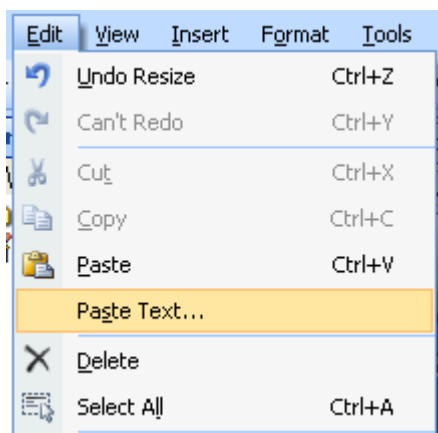 Edit View Insert Format Tools
Undo Resize Ctrl+Z
Can't Redo Ctrl+Y
Cut Ctrl+X
Copy Ctrl+C
Paste Ctrl+V
Paste Text...
Delete
Select All Ctrl+A